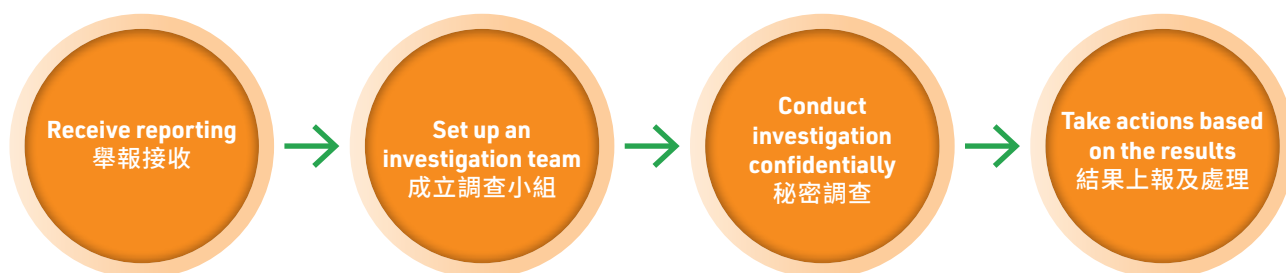 Receive reporting
舉報接收
Set up an
investigation team
成立調查小組
Conduct
investigation
confidentially
秘密調查
Take actions based
on the results
結果上報及處理